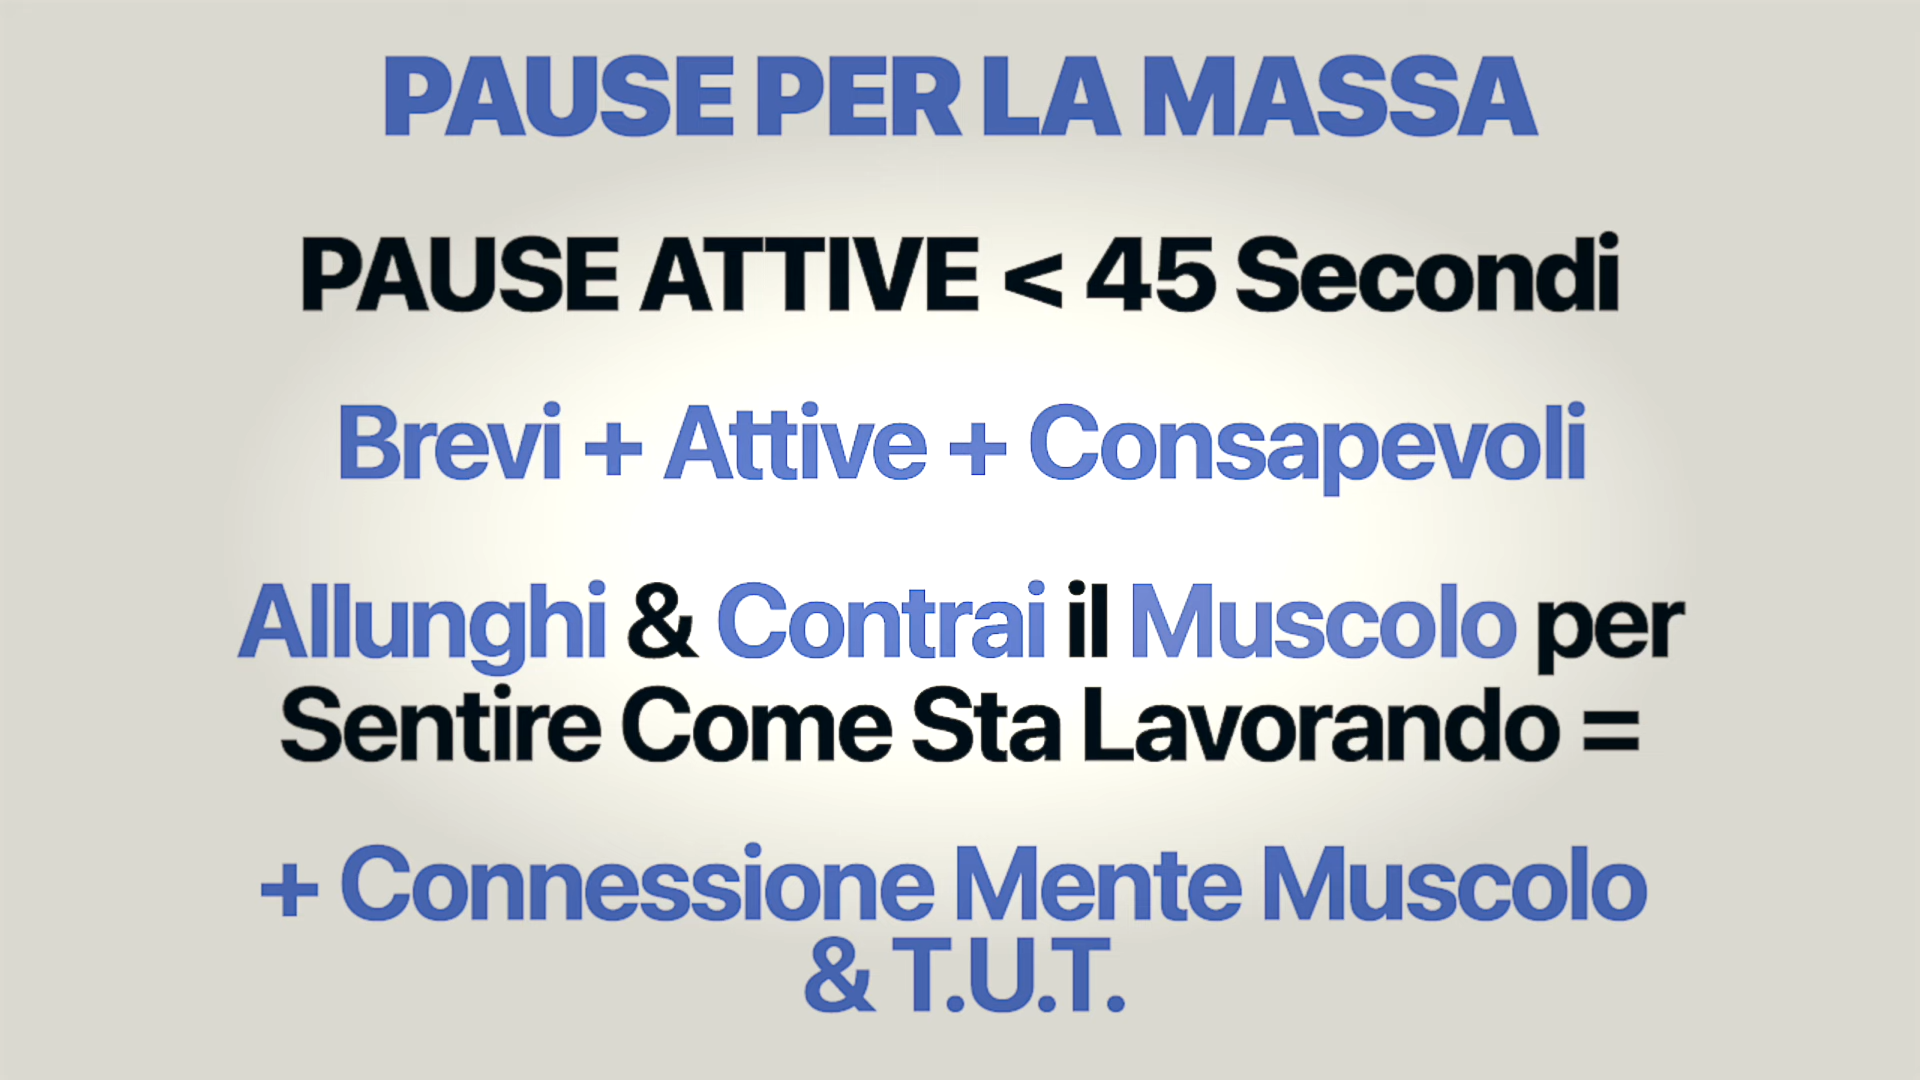 PAUSE PER LA MASSA
PAUSE ATTIVE < 45 Secondi
Brevi + Attive + Consapevoli
Allunghi & Contrai il Muscolo per
Sentire Come Sta Lavorando =
+ Connessione Mente Muscolo
& T.U.T.